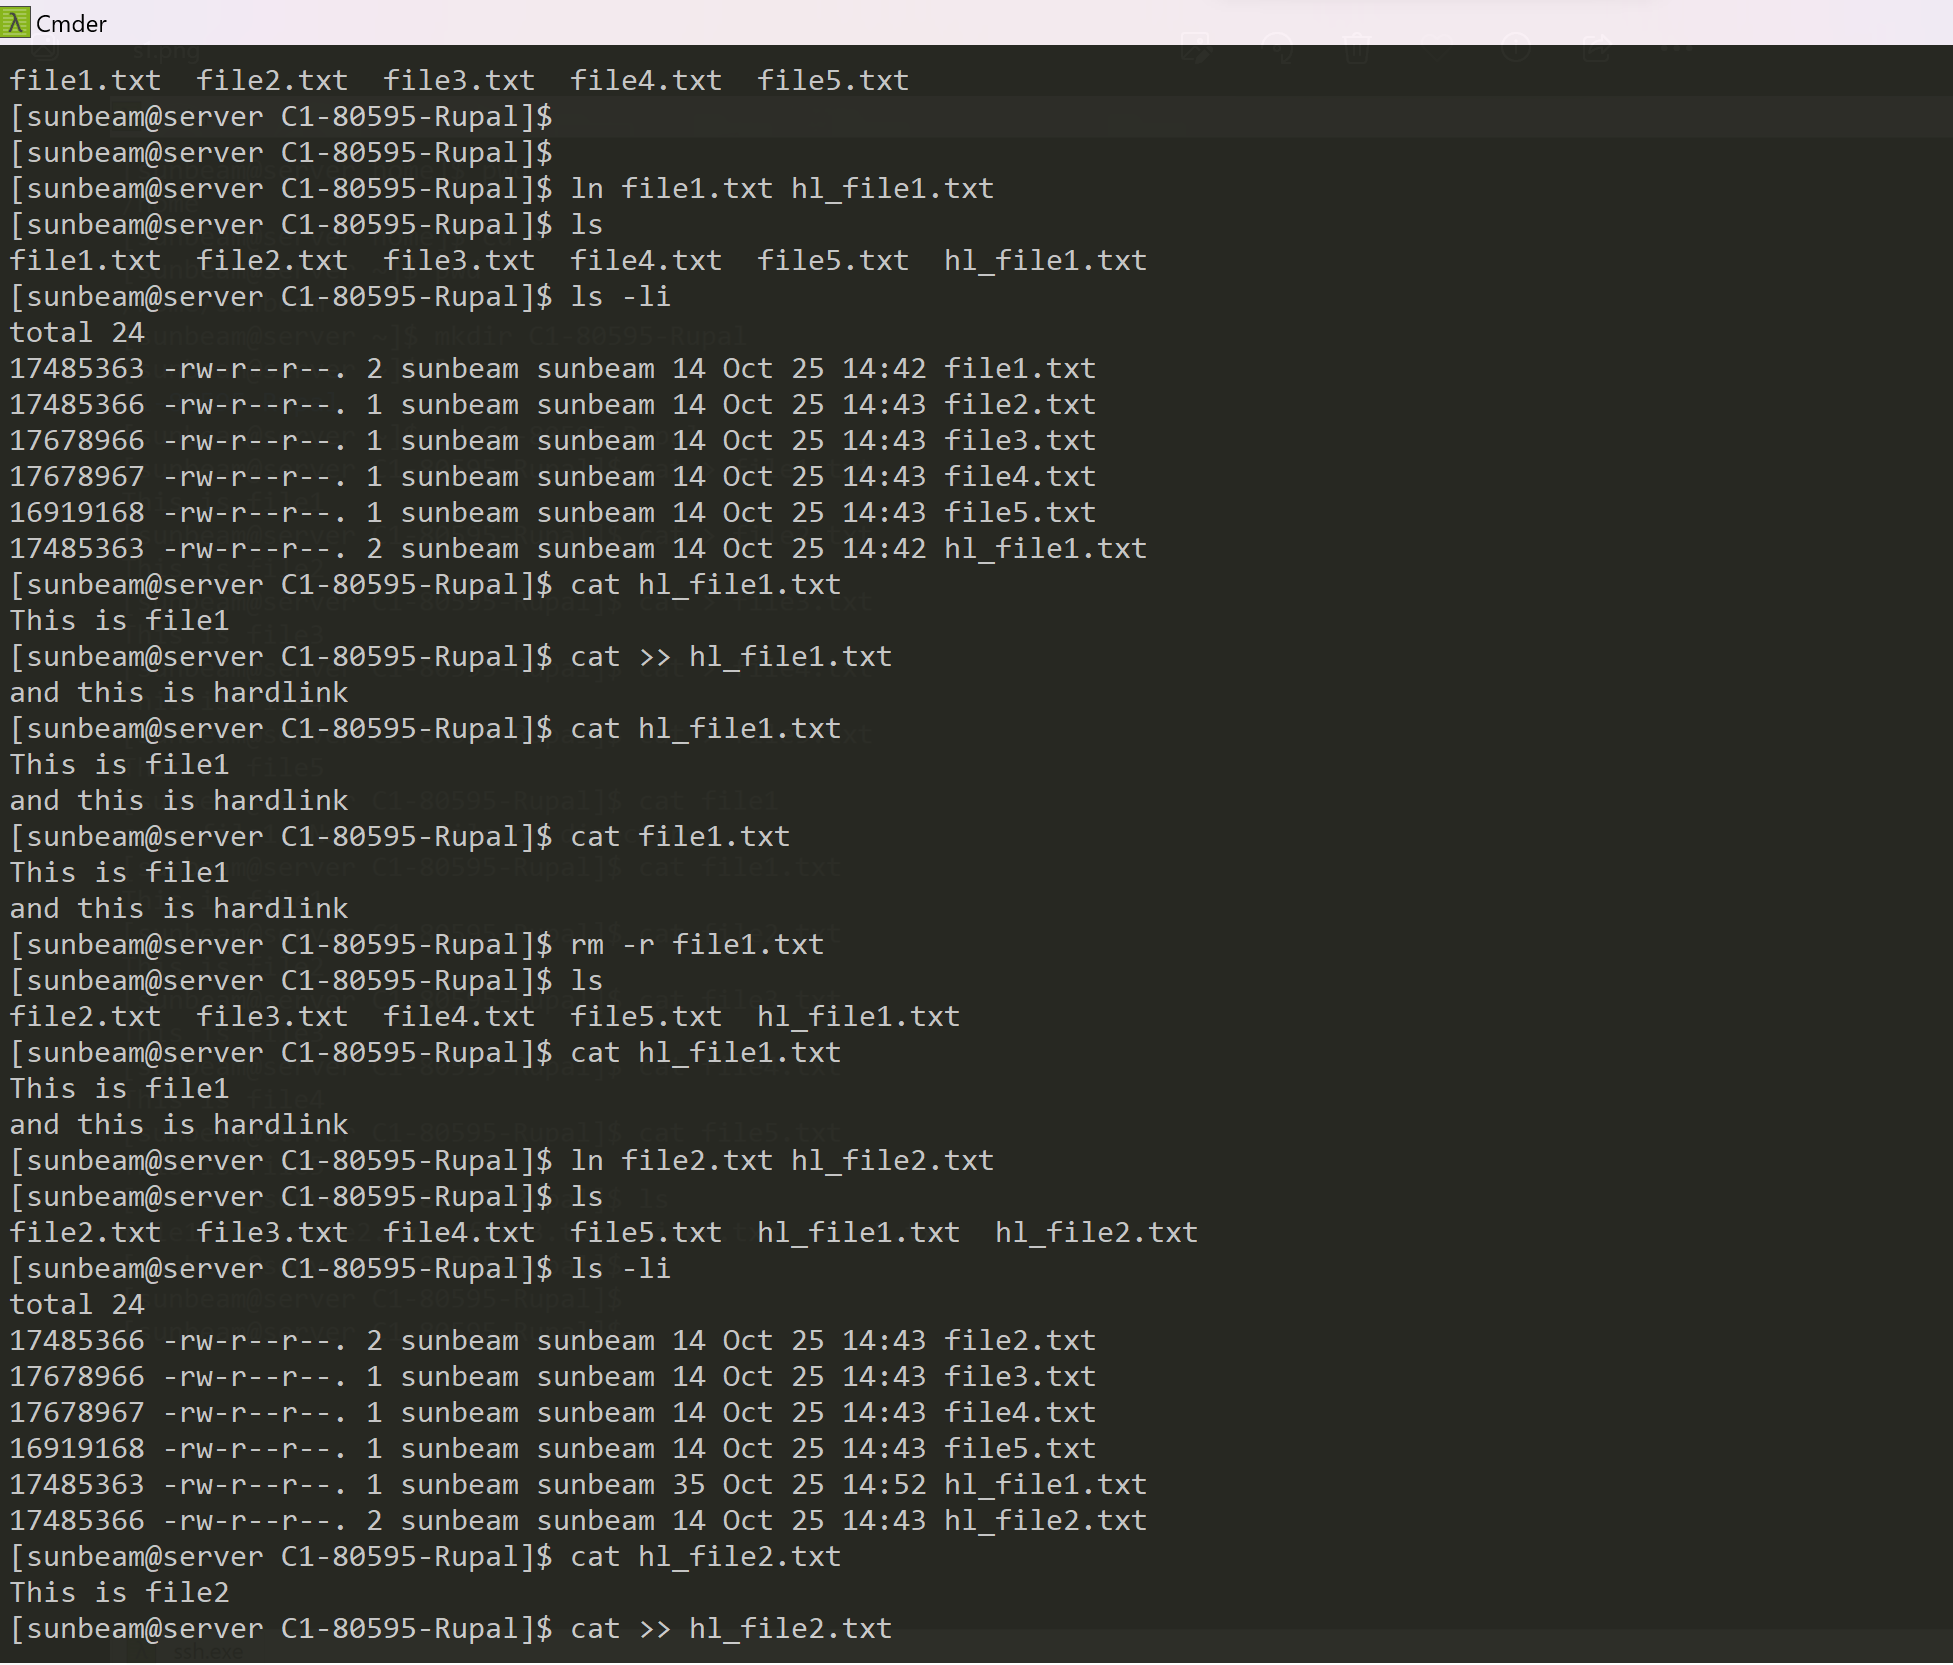 Cmder
file1.txt  file2.txt  file3.txt  file4.txt  file5.txt
[sunbeam@server C1-80595-Rupal]$
[sunbeam@server C1-80595-Rupal]$
[sunbeam@server C1-80595-Rupal]$ ln file1.txt hl_file1.txt
[sunbeam@server C1-80595-Rupal]$ ls
file1.txt  file2.txt  file3.txt  file4.txt  file5.txt  hl_file1.txt
[sunbeam@server C1-80595-Rupal]$ ls -li
total 24
17485363 -rw-r--r--. 2 sunbeam sunbeam 14 Oct 25 14:42 file1.txt
17485366 -rw-r--r--. 1 sunbeam sunbeam 14 Oct 25 14:43 file2.txt
17678966 -rw-r--r--. 1 sunbeam sunbeam 14 Oct 25 14:43 file3.txt
17678967 -rw-r--r--. 1 sunbeam sunbeam 14 Oct 25 14:43 file4.txt
16919168 -rw-r--r--. 1 sunbeam sunbeam 14 Oct 25 14:43 file5.txt
17485363 -rw-r--r--. 2 sunbeam sunbeam 14 Oct 25 14:42 hl_file1.txt
[sunbeam@server C1-80595-Rupal]$ cat hl_file1.txt
This is file1
[sunbeam@server C1-80595-Rupal]$ cat >> hl_file1.txt
and this is hardlink
[sunbeam@server C1-80595-Rupal]$ cat hl_file1.txt
This is file1
and this is hardlink
[sunbeam@server C1-80595-Rupal]$ cat file1.txt
This is file1
and this is hardlink
[sunbeam@server C1-80595-Rupal]$ rm -r file1.txt
[sunbeam@server C1-80595-Rupal]$ ls
file2.txt  file3.txt  file4.txt  file5.txt  hl_file1.txt
[sunbeam@server C1-80595-Rupal]$ cat hl_file1.txt
This is file1
and this is hardlink
[sunbeam@server C1-80595-Rupal]$ ln file2.txt hl_file2.txt
[sunbeam@server C1-80595-Rupal]$ ls
file2.txt  file3.txt  file4.txt  file5.txt  hl_file1.txt  hl_file2.txt
[sunbeam@server C1-80595-Rupal]$ ls -li
total 24
17485366 -rw-r--r--. 2 sunbeam sunbeam 14 Oct 25 14:43 file2.txt
17678966 -rw-r--r--. 1 sunbeam sunbeam 14 Oct 25 14:43 file3.txt
17678967 -rw-r--r--. 1 sunbeam sunbeam 14 Oct 25 14:43 file4.txt
16919168 -rw-r--r--. 1 sunbeam sunbeam 14 Oct 25 14:43 file5.txt
17485363 -rw-r--r--. 1 sunbeam sunbeam 35 Oct 25 14:52 hl_file1.txt
17485366 -rw-r--r--. 2 sunbeam sunbeam 14 Oct 25 14:43 hl_file2.txt
[sunbeam@server C1-80595-Rupal]$ cat hl_file2.txt
This is file2
[sunbeam@server C1-80595-Rupal]$ cat >> hl_file2.txt